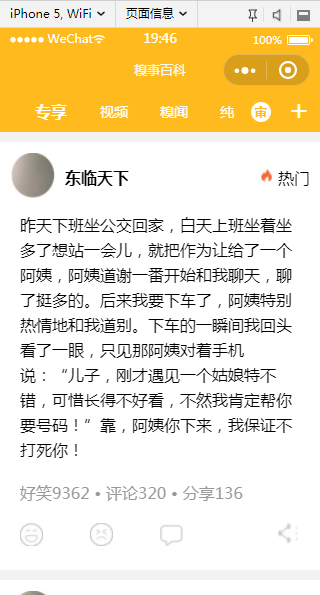 iPhone 5, WiFi 页面信息
WeChat 19:46 100%
糗事百科
专享 视频 糗闻 纯 审
东临天下 热门
昨天下班坐公交回家，白天上班坐着坐
多了想站一会儿，就把作为让给了一个
阿姨，阿姨道谢一番开始和我聊天，聊
了挺多的。后来我要下车了，阿姨特别
热情地和我道别。下车的一瞬间我回头
看了一眼，只见那阿姨对着手机
说：“儿子，刚才遇见一个姑娘特不
错，可惜长得不好看，不然我肯定帮你
要号码！”靠，阿姨你下来，我保证不
打死你！
好笑9362 • 评论320 • 分享136